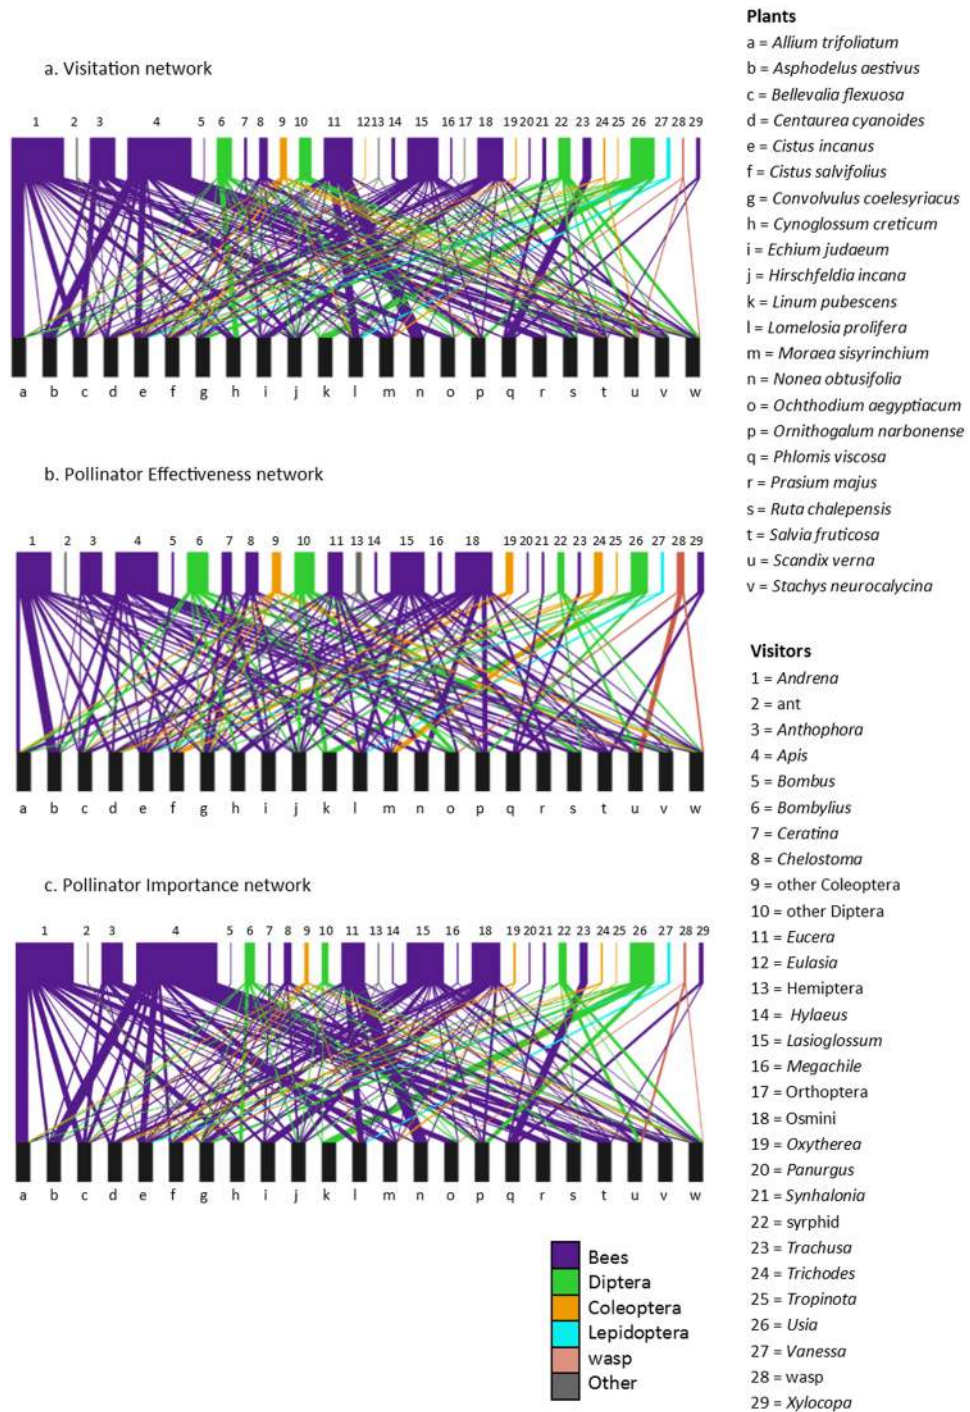 a. Visitation network
1 2 3 4 5 6 7 8 9 10 11 12 13 14 15 16 17 18 19 20 21 22 23 24 25 26 27 28 29
a b c d e f g h i j k l m n o p q r s t u v w
b. Pollinator Effectiveness network
1 2 3 4 5 6 7 8 9 10 11 13 14 15 16 18 19 20 21 22 23 24 25 26 27 28 29
a b c d e f g h i j k l m n o p q r s t u v w
c. Pollinator Importance network
1 2 3 4 5 6 7 8 9 10 11 13 14 15 16 18 19 20 21 22 23 24 25 26 27 28 29
a b c d e f g h i j k l m n o p q r s t u v w
Bees
Diptera
Coleoptera
Lepidoptera
wasp
Other
Plants
a = Allium trifoliatum
b = Asphodelus aestivus
c = Bellevalia flexuosa
d = Centaurea cyanoides
e = Cistus incanus
f = Cistus salvifolius
g = Convolvulus coelesyriacus
h = Cynoglossum creticum
i = Echium judaeum
j = Hirschfeldia incana
k = Linum pubescens
l = Lomelosia prolifera
m = Moraea sisyrinchium
n = Nonea obtusifolia
o = Ochthodium aegyptiacum
p = Ornithogalum narbonense
q = Phlomis viscosa
r = Prasium majus
s = Ruta chalepensis
t = Salvia fruticosa
u = Scandix verna
v = Stachys neurocalycina
Visitors
1 = Andrena
2 = ant
3 = Anthophora
4 = Apis
5 = Bombus
6 = Bombylius
7 = Ceratina
8 = Chelostoma
9 = other Coleoptera
10 = other Diptera
11 = Eucera
12 = Eulasia
13 = Hemiptera
14 = Hylaeus
15 = Lasioglossum
16 = Megachile
17 = Orthoptera
18 = Osmini
19 = Oxytherea
20 = Panurgus
21 = Synhalonia
22 = syrphid
23 = Trachusa
24 = Trichodes
25 = Tropinota
26 = Usia
27 = Vanessa
28 = wasp
29 = Xylocopa